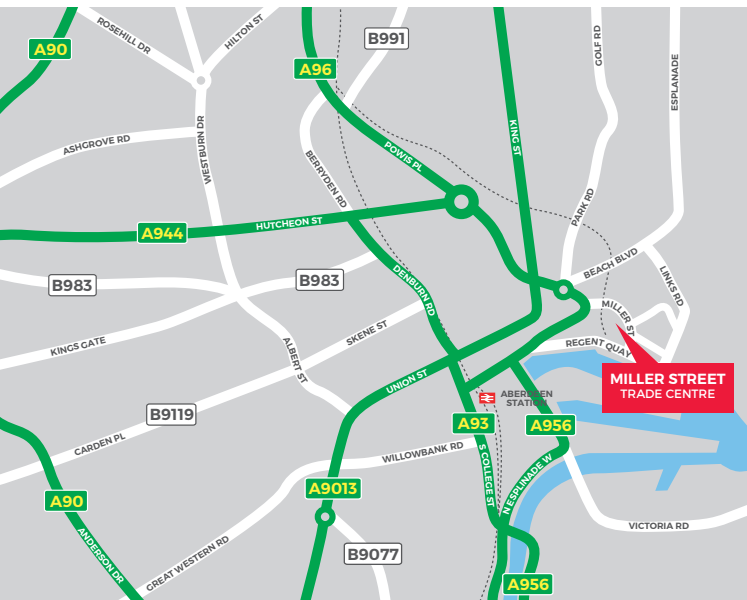 ROSEHILL DR
HILTON ST
A90
B991
A96
GOLF RD
ESPLANADE
KING ST
ASHGROVE RD
WESTBURN DR
POWIS PL
BERRYDEN RD
PARK RD
HUTCHEON ST
A944
BEACH BLVD
LINKS RD
B983
B983
DENBURN RD
MILLER ST
KINGS GATE
SKENE ST
REGENT QUAY
ALBERT ST
UNION ST
MILLER STREET
TRADE CENTRE
ABERDEEN
STATION
B9119
A93
A956
CARDEN PL
WILLOWBANK RD
S COLLEGE ST
N ESPLINADE W
A9013
A90
VICTORIA RD
ANDERSON DR
GREAT WESTERN RD
B9077
A956